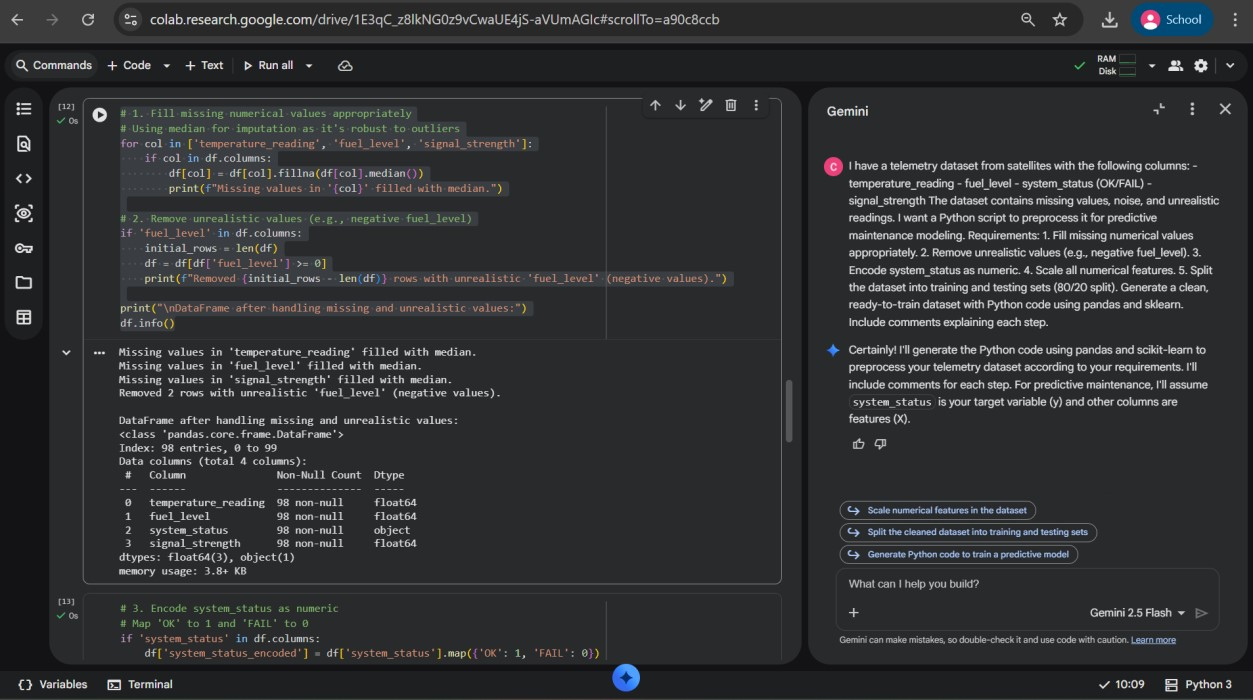 colab.research.google.com/drive/1E3qC_z8lkNG0z9vCwaUE4jS-aVUmAGIc#scrollTo=a90c8ccb
School
Commands + Code + Text Run all
RAM
Disk
[12]
0s
# 1. Fill missing numerical values appropriately
# Using median for imputation as it's robust to outliers
for col in ['temperature_reading', 'fuel_level', 'signal_strength']:
    if col in df.columns:
        df[col] = df[col].fillna(df[col].median())
        print(f"Missing values in '{col}' filled with median.")
# 2. Remove unrealistic values (e.g., negative fuel_level)
if 'fuel_level' in df.columns:
    initial_rows = len(df)
    df = df[df['fuel_level'] >= 0]
    print(f"Removed {initial_rows - len(df)} rows with unrealistic 'fuel_level' (negative values).")
print("\nDataFrame after handling missing and unrealistic values:")
df.info()
Missing values in 'temperature_reading' filled with median.
Missing values in 'fuel_level' filled with median.
Missing values in 'signal_strength' filled with median.
Removed 2 rows with unrealistic 'fuel_level' (negative values).
DataFrame after handling missing and unrealistic values:
<class 'pandas.core.frame.DataFrame'>
Index: 98 entries, 0 to 99
Data columns (total 4 columns):
 #   Column               Non-Null Count  Dtype
---  ------               --------------  -----
 0   temperature_reading  98 non-null     float64
 1   fuel_level           98 non-null     float64
 2   system_status        98 non-null     object
 3   signal_strength      98 non-null     float64
dtypes: float64(3), object(1)
memory usage: 3.8+ KB
[13]
0s
# 3. Encode system_status as numeric
# Map 'OK' to 1 and 'FAIL' to 0
if 'system_status' in df.columns:
    df['system_status_encoded'] = df['system_status'].map({'OK': 1, 'FAIL': 0})
Gemini
C
I have a telemetry dataset from satellites with the following columns: -
temperature_reading - fuel_level - system_status (OK/FAIL) -
signal_strength The dataset contains missing values, noise, and unrealistic
readings. I want a Python script to preprocess it for predictive
maintenance modeling. Requirements: 1. Fill missing numerical values
appropriately. 2. Remove unrealistic values (e.g., negative fuel_level). 3.
Encode system_status as numeric. 4. Scale all numerical features. 5. Split
the dataset into training and testing sets (80/20 split). Generate a clean,
ready-to-train dataset with Python code using pandas and sklearn.
Include comments explaining each step.
Certainly! I'll generate the Python code using pandas and scikit-learn to
preprocess your telemetry dataset according to your requirements. I'll
include comments for each step. For predictive maintenance, I'll assume
system_status is your target variable (y) and other columns are
features (X).
Scale numerical features in the dataset
Split the cleaned dataset into training and testing sets
Generate Python code to train a predictive model
What can I help you build?
+ Gemini 2.5 Flash
Gemini can make mistakes, so double-check it and use code with caution. Learn more
{} Variables Terminal
10:09 Python 3